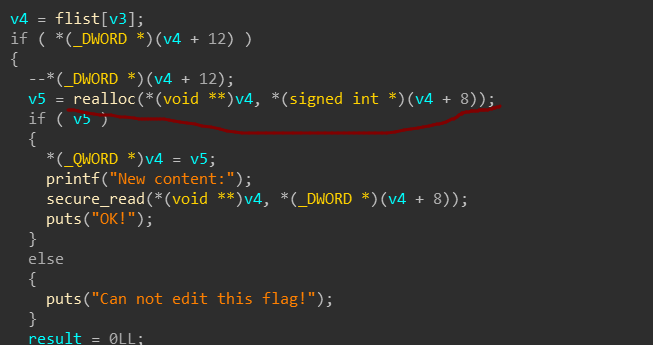 v4 = flist[v3];
if ( *(_DWORD *)(v4 + 12) )
{
--*(_DWORD *)(v4 + 12);
v5 = realloc(*(void **)v4, *(signed int *)(v4 + 8));
if ( v5 )
{
*(_QWORD *)v4 = v5;
printf("New content:");
secure_read(*(void **)v4, *(_DWORD *)(v4 + 8));
puts("OK!");
}
else
{
puts("Can not edit this flag!");
}
result = 0LL;